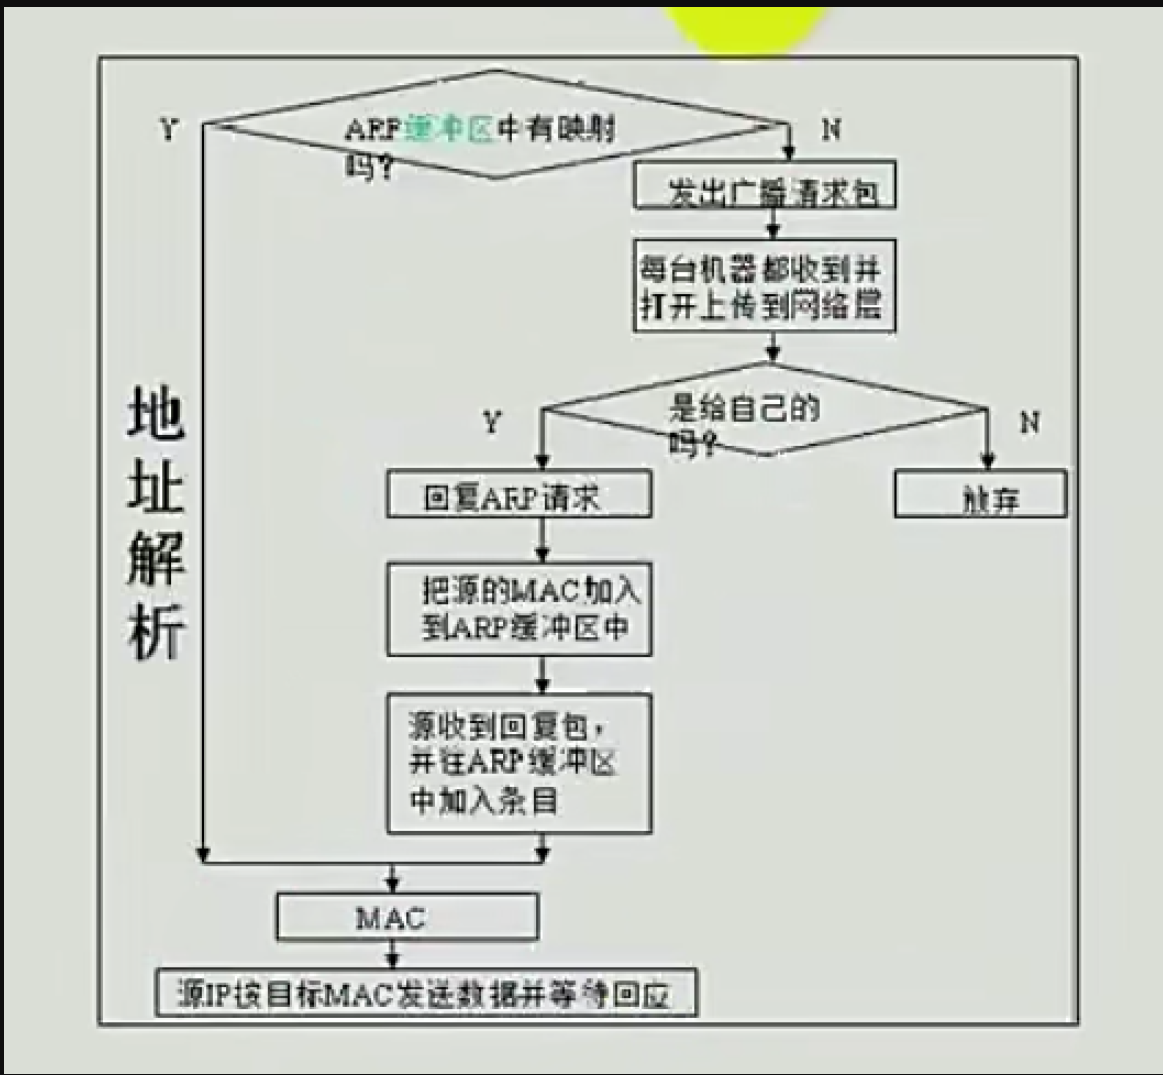 Y
ARP缓冲区中有映射
吗?
N
发出广播请求包
每台机器都收到并
打开上传到网络层
是给自己的
吗?
Y
N
回复ARP请求
放弃
把源的MAC加入
到ARP缓冲区中
源收到回复包,
并往ARP缓冲区
中加入条目
地
址
解
析
MAC
源IP按目标MAC发送数据并等待回应